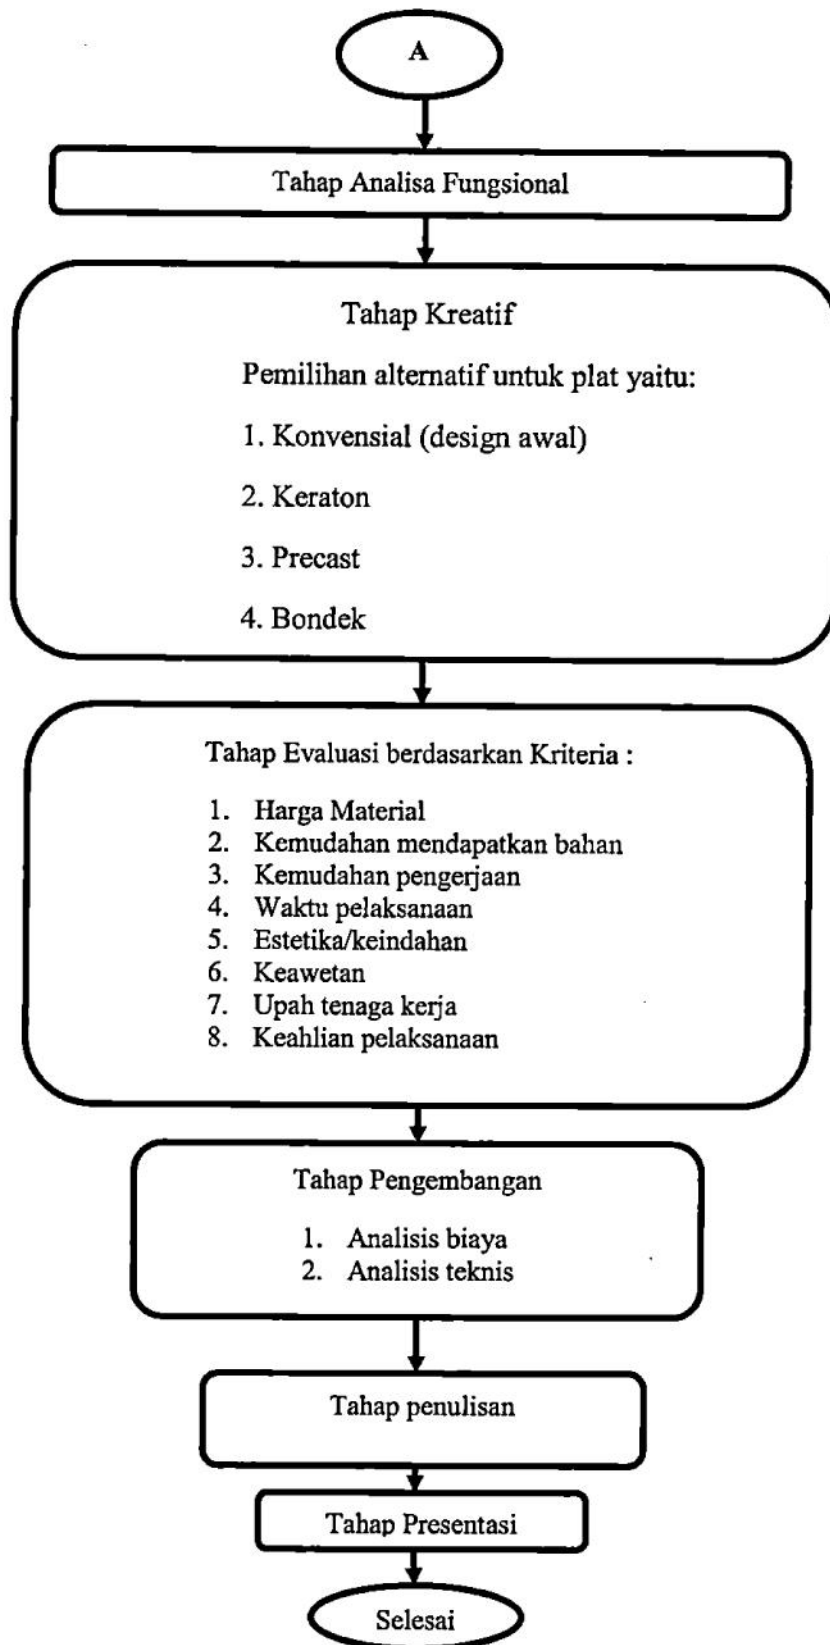 A
Tahap Analisa Fungsional
Tahap Kreatif
Pemilihan alternatif untuk plat yaitu:
1. Konvensial (design awal)
2. Keraton
3. Precast
4. Bondek
Tahap Evaluasi berdasarkan Kriteria :
1. Harga Material
2. Kemudahan mendapatkan bahan
3. Kemudahan pengerjaan
4. Waktu pelaksanaan
5. Estetika/keindahan
6. Keawetan
7. Upah tenaga kerja
8. Keahlian pelaksanaan
Tahap Pengembangan
1. Analisis biaya
2. Analisis teknis
Tahap penulisan
Tahap Presentasi
Selesai